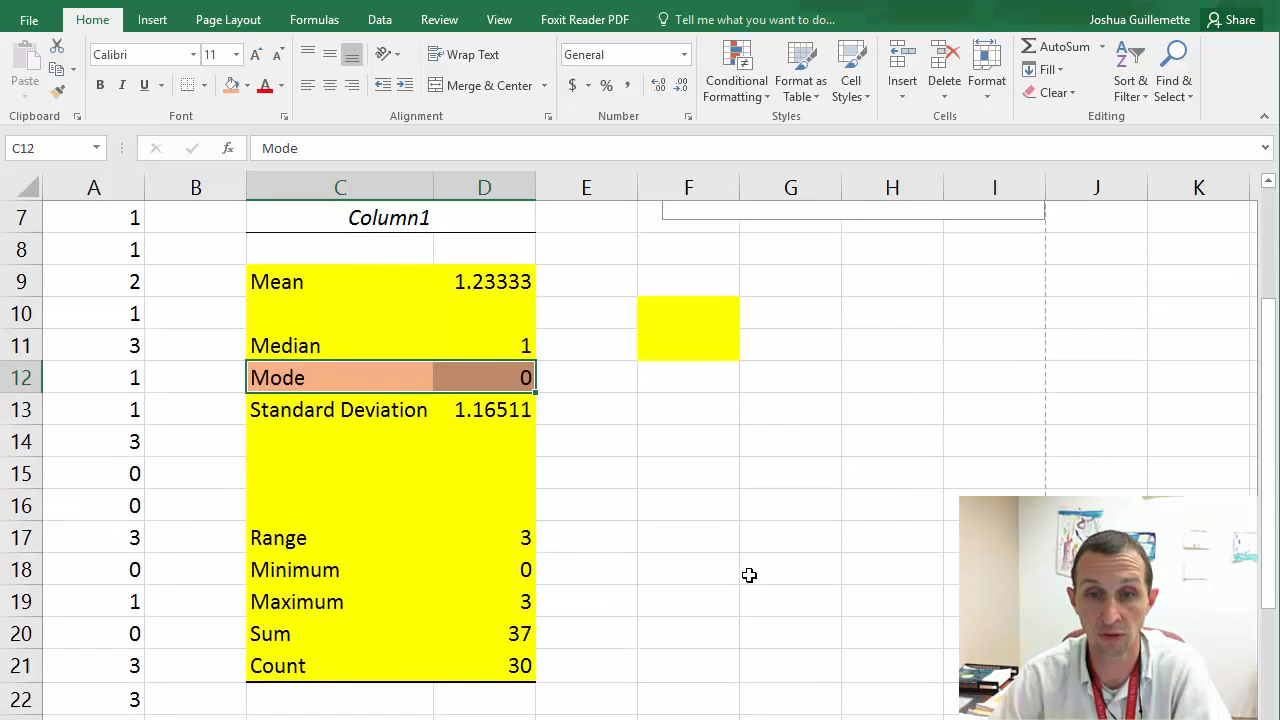 File Home Insert Page Layout Formulas Data Review View Foxit Reader PDF Tell me what you want to do... Joshua Guillemette Share
Paste Calibri 11 Wrap Text General Conditional Formatting Format as Table Cell Styles Insert Delete Format AutoSum Sort & Filter Find & Select
B I U A Merge & Center $ % , Fill Clear
Clipboard Font Alignment Number Styles Cells Editing
C12 fx Mode
A B C D E F G H I J K
7 1 Column1
8 1
9 2 Mean 1.23333
10 1
11 3 Median 1
12 1 Mode 0
13 1 Standard Deviation 1.16511
14 3
15 0
16 0
17 3 Range 3
18 0 Minimum 0
19 1 Maximum 3
20 0 Sum 37
21 3 Count 30
22 3